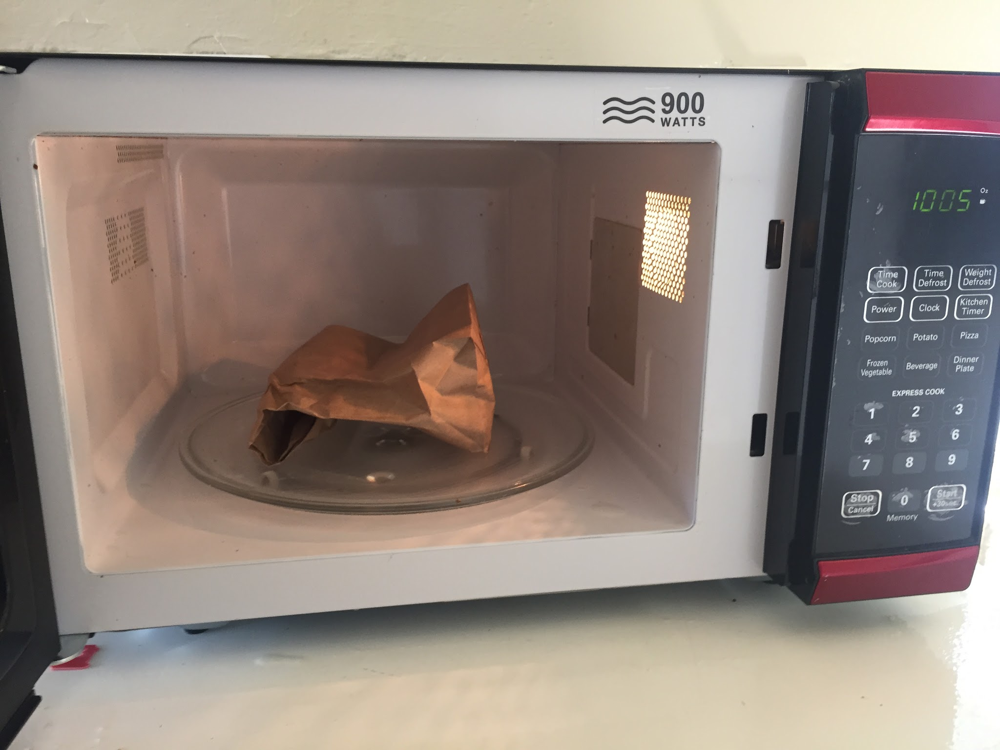 900
WATTS
1005
Oz
Time Cook
Time Defrost
Weight Defrost
Power
Clock
Kitchen Timer
Popcorn
Potato
Pizza
Frozen Vegetable
Beverage
Dinner Plate
EXPRESS COOK
1 2 3
4 5 6
7 8 9
Stop
Cancel
0
Memory
Start
+30sec.